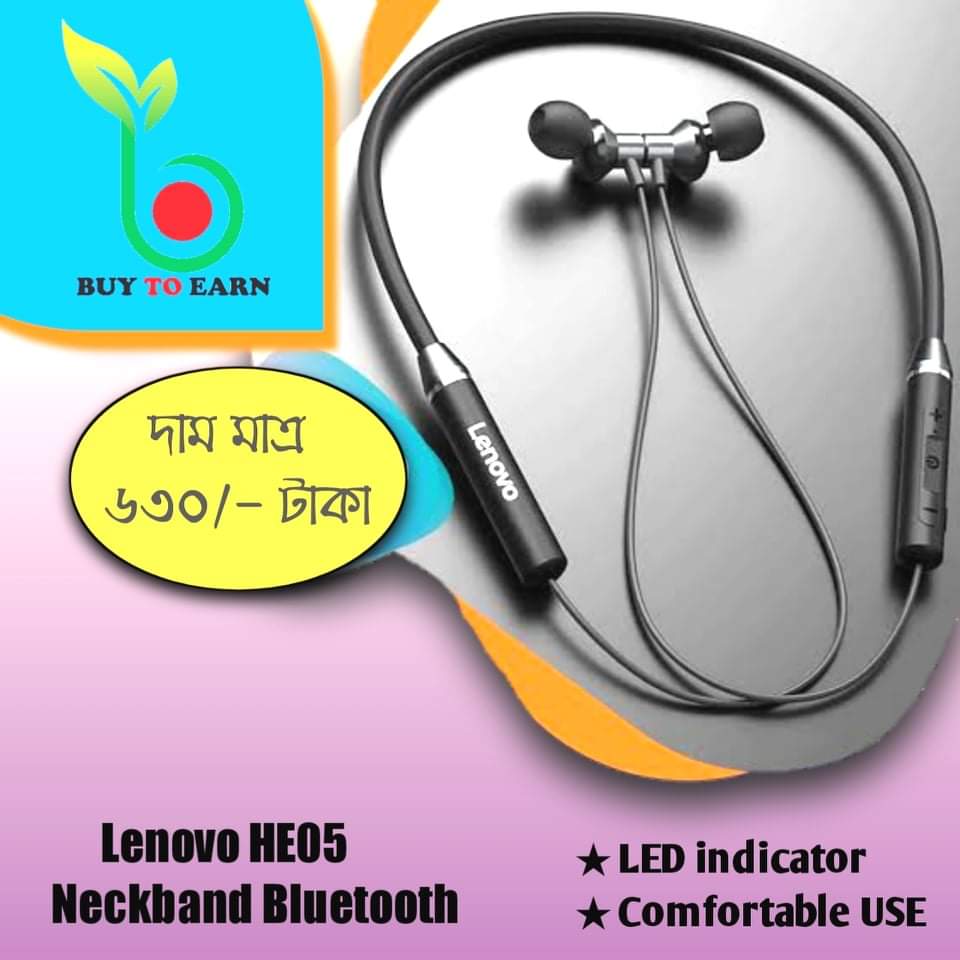 BUY TO EARN
দাম মাত্র
৬৩০/- টাকা
Lenovo
Lenovo HE05
Neckband Bluetooth
★ LED indicator
★ Comfortable USE